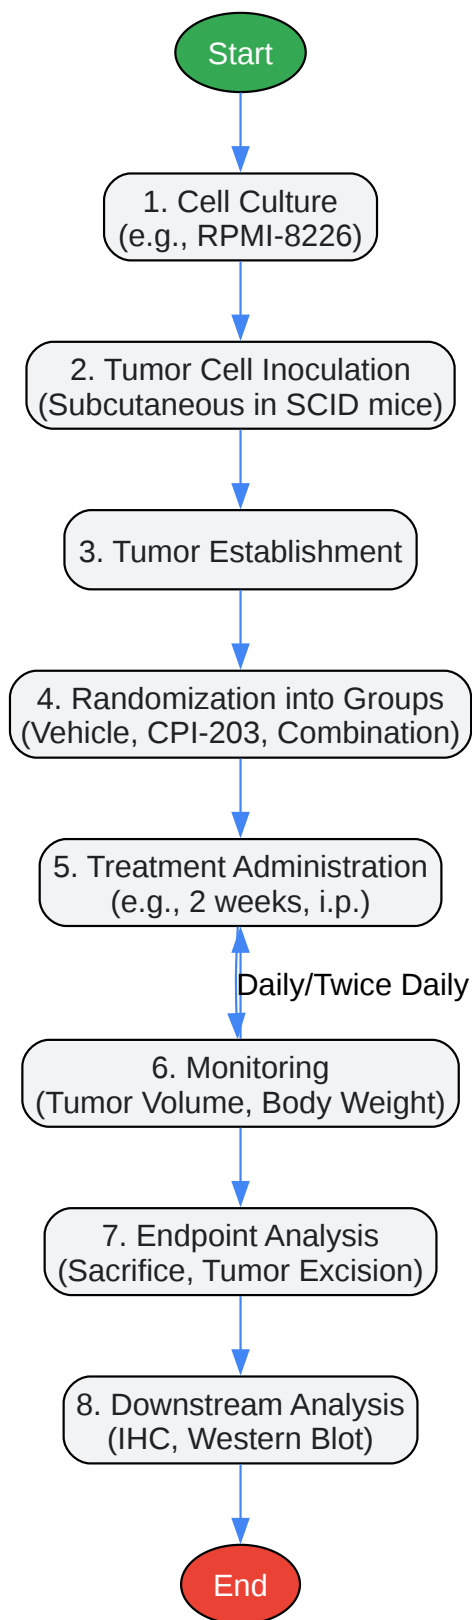 Start
1. Cell Culture
(e.g., RPMI-8226)
2. Tumor Cell Inoculation
(Subcutaneous in SCID mice)
3. Tumor Establishment
4. Randomization into Groups
(Vehicle, CPI-203, Combination)
5. Treatment Administration
(e.g., 2 weeks, i.p.)
Daily/Twice Daily
6. Monitoring
(Tumor Volume, Body Weight)
7. Endpoint Analysis
(Sacrifice, Tumor Excision)
8. Downstream Analysis
(IHC, Western Blot)
End